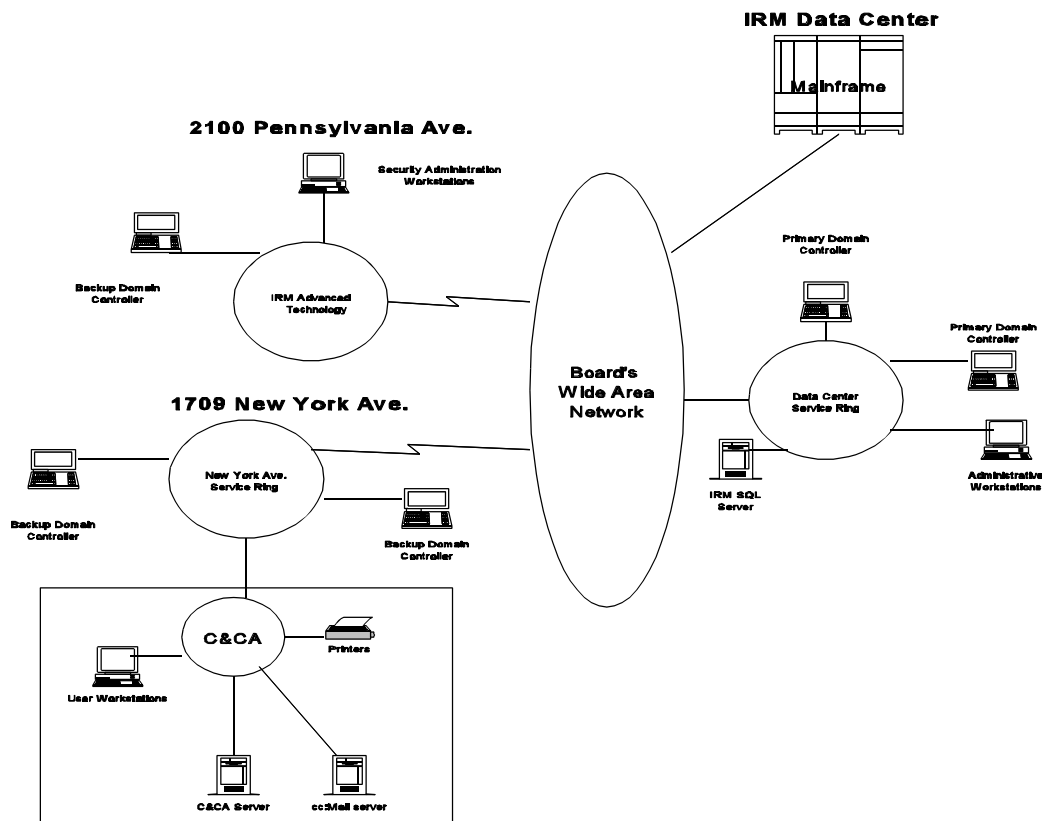 IRM Data Center
Mainframe
2100 Pennsylvania Ave.
Security Administration
Workstations
Backup Domain
Controller
IRM Advanced
Technology
Primary Domain
Controller
Primary Domain
Controller
Board's
Wide Area
Network
Data Center
Service Ring
IRM SQL
Server
Administrative
Workstations
1709 New York Ave.
New York Ave.
Service Ring
Backup Domain
Controller
Backup Domain
Controller
C&CA
Printers
User Workstations
C&CA Server
cc:Mail server